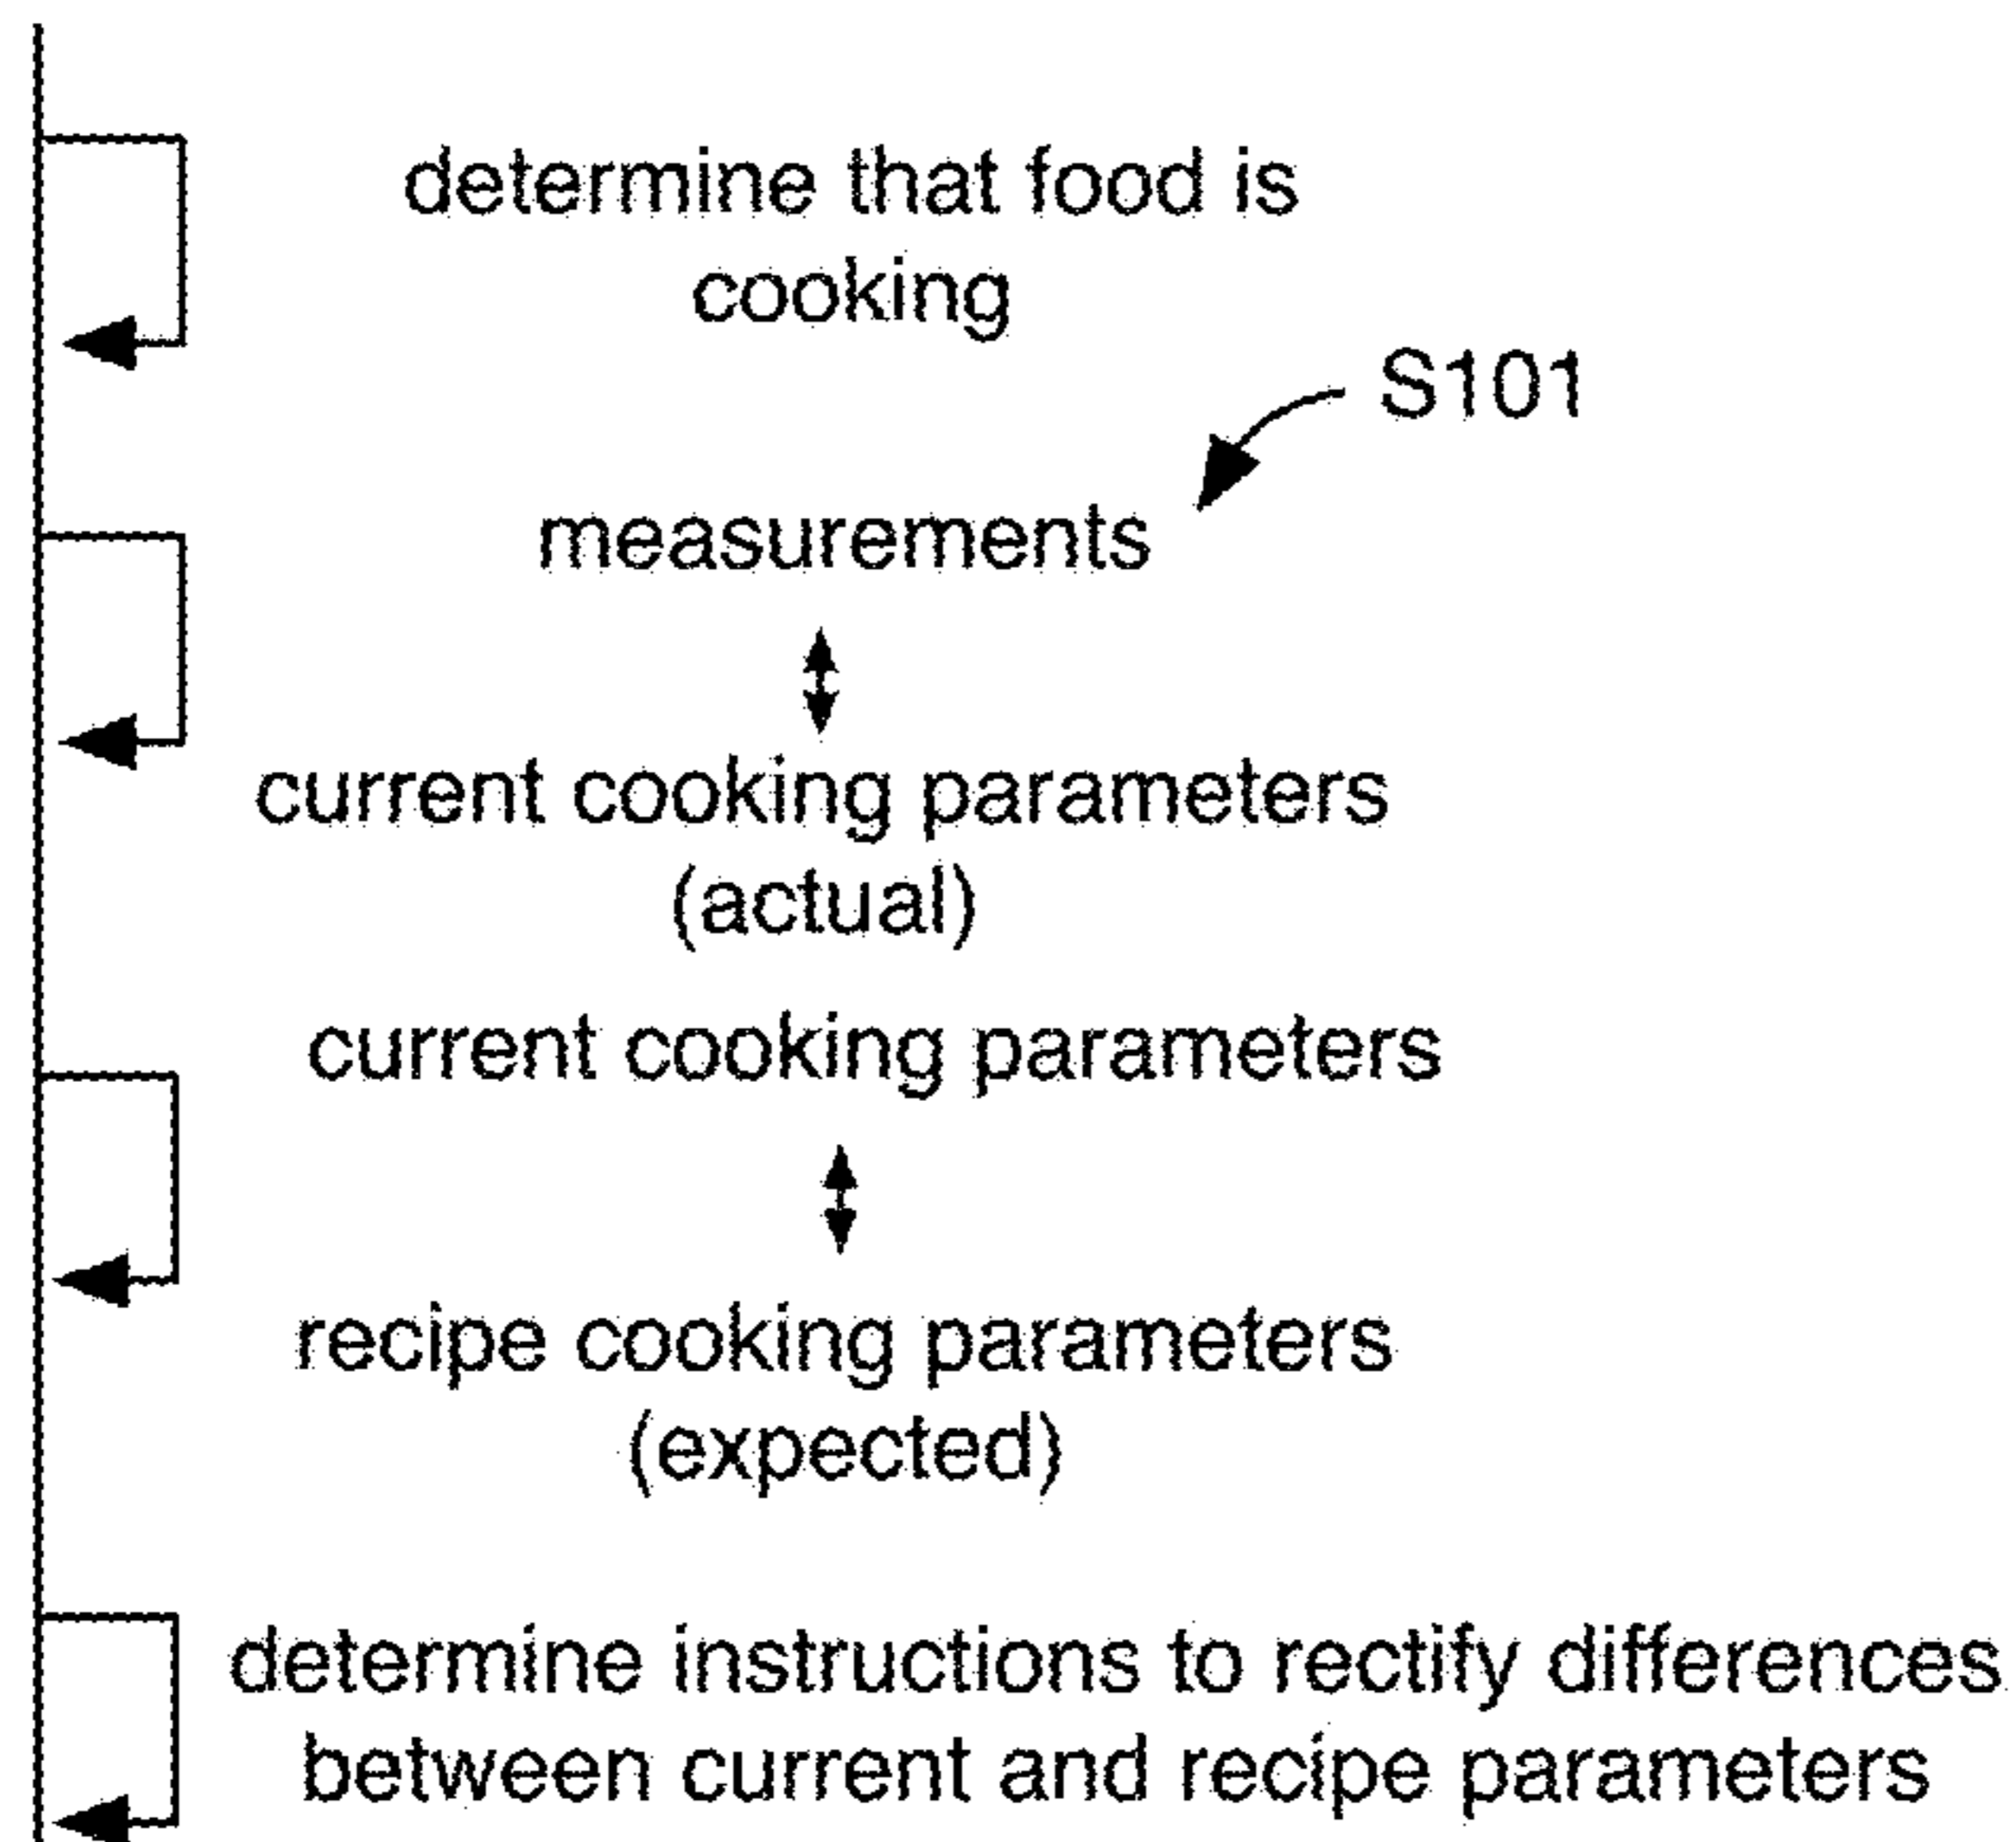 determine that food is
cooking
S101
measurements
current cooking parameters
(actual)
current cooking parameters
recipe cooking parameters
(expected)
determine instructions to rectify differences
between current and recipe parameters